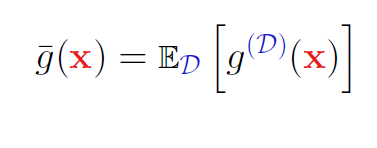 ḡ(𝐱) = 𝔼_𝒟 [g^(𝒟)(𝐱)]